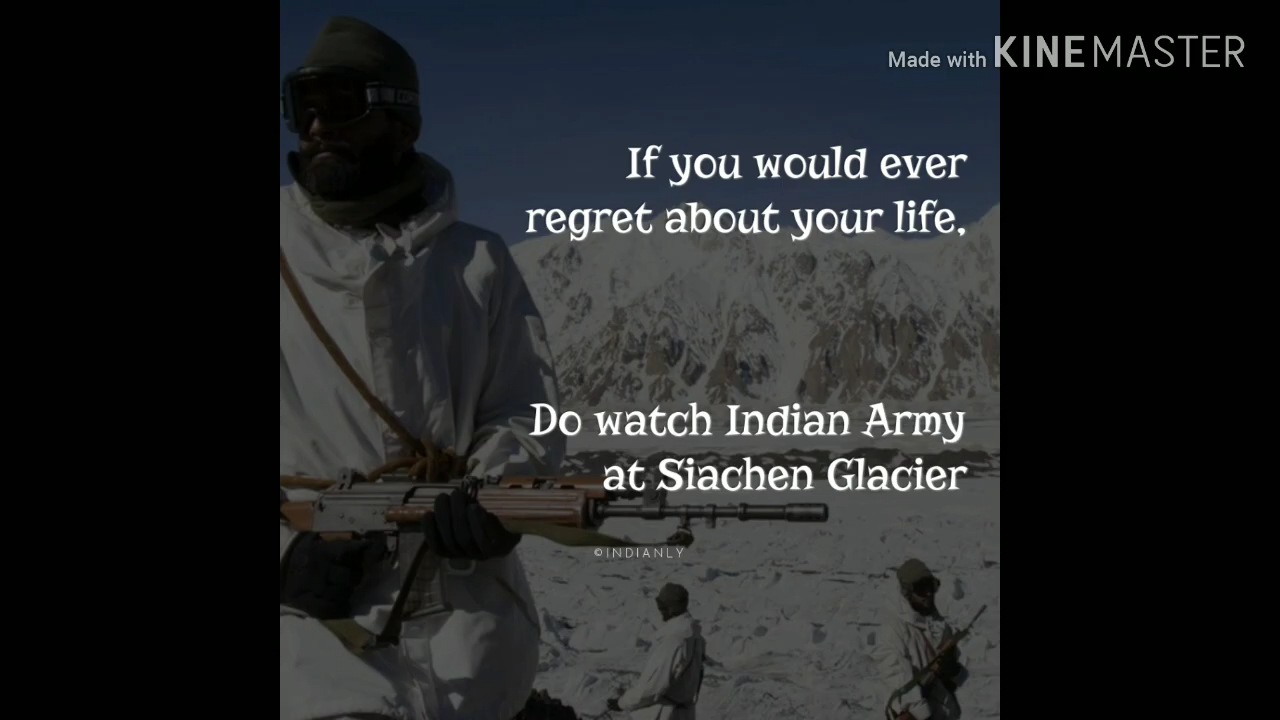 Made with KINEMASTER
If you would ever
regret about your life,
Do watch Indian Army
at Siachen Glacier
©INDIANLY